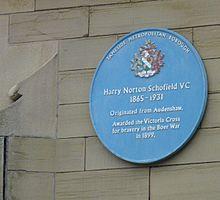 TAMESIDE METROPOLITAN BOROUGH
Harry Norton Schofield VC
1865-1931
Originated from Audenshaw.
Awarded the Victoria Cross
for bravery in the Boer War
in 1899.